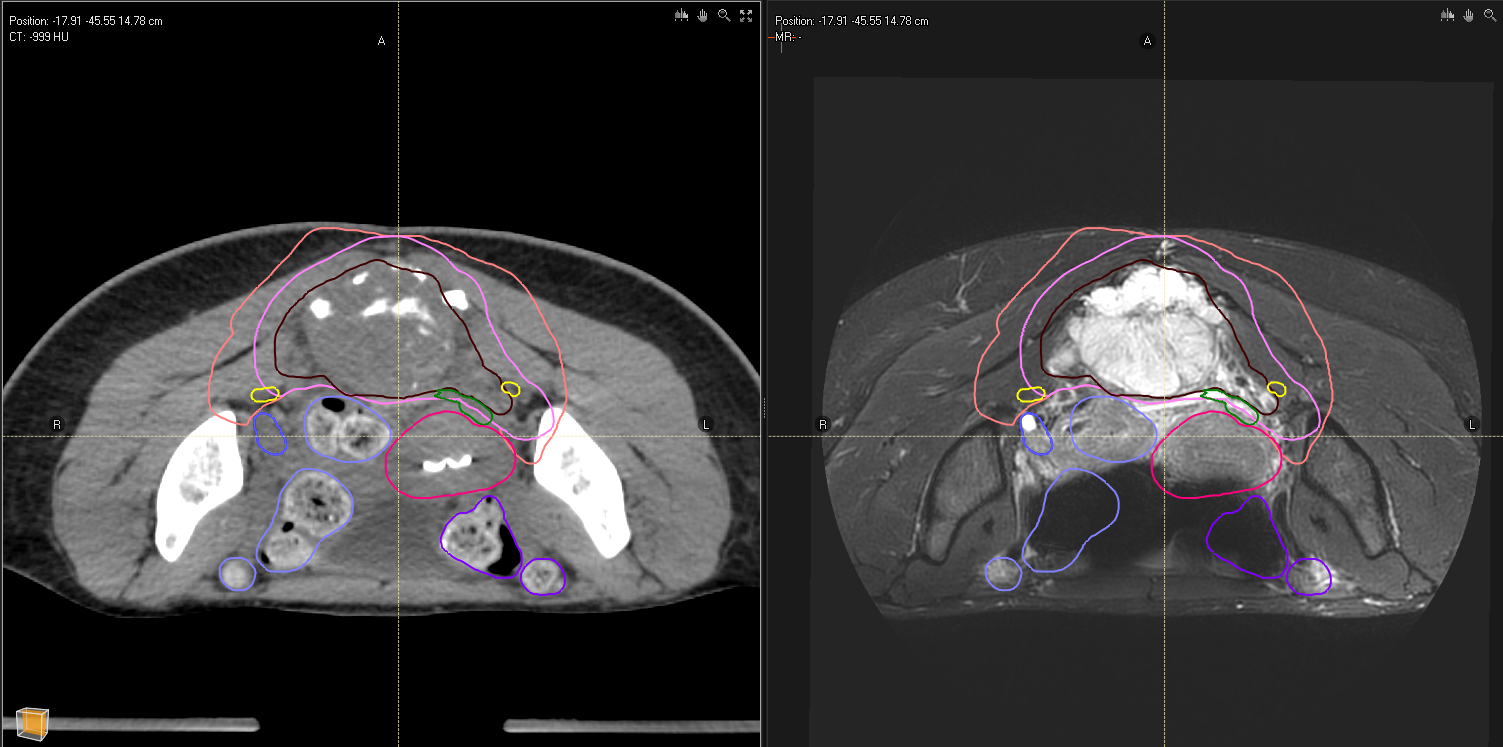 Position: -17.91 -45.55 14.78 cm
CT: -999 HU
A
R
L
Position: -17.91 -45.55 14.78 cm
MR: -
A
R
L